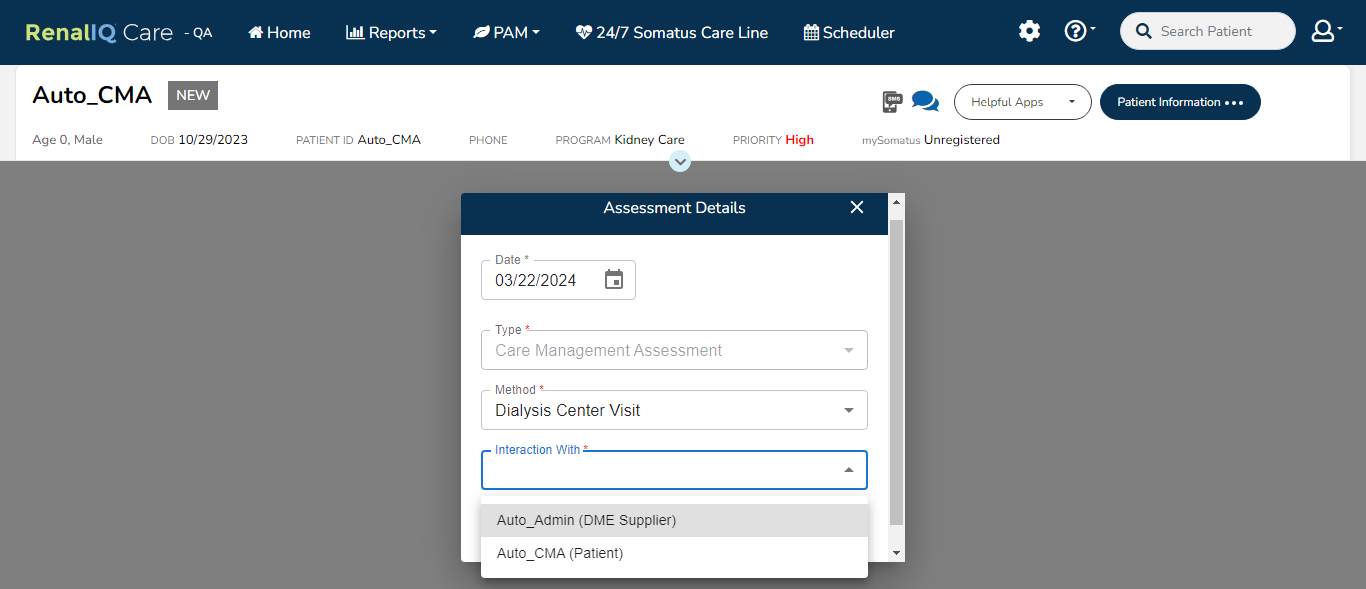 RenalIQ Care - QA Home Reports PAM 24/7 Somatus Care Line Scheduler Search Patient
Auto_CMA NEW SMS Helpful Apps Patient Information
Age 0, Male DOB 10/29/2023 PATIENT ID Auto_CMA PHONE PROGRAM Kidney Care PRIORITY High mySomatus Unregistered
Assessment Details
Date *
03/22/2024
Type *
Care Management Assessment
Method *
Dialysis Center Visit
Interaction With *
Auto_Admin (DME Supplier)
Auto_CMA (Patient)